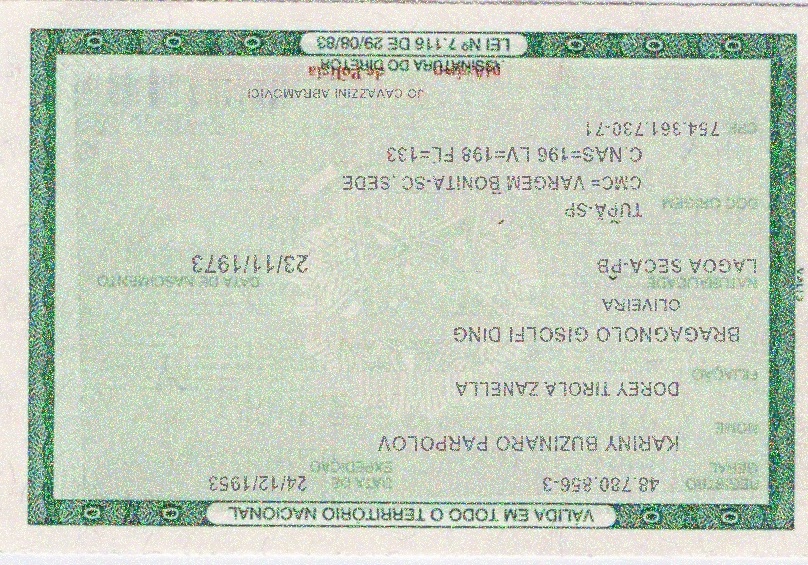 VALIDA EM TODO O TERRITORIO NACIONAL
REGISTRO GERAL 48.780.856-3 DATA DE EXPEDIÇÃO 24/12/1953
NOME KARINY BUZINARO PARPOLOV
FILIAÇÃO DOREY TIROLA ZANELLA
BRAGAGNOLO GISOLFI DING
OLIVEIRA
NATURALIDADE DATA DE NASCIMENTO
LAGOA SECA-PB 23/11/1973
DOC ORIGEM TUPÃ-SP
CMC= VARGEM BONITA-SC, SEDE
C.NAS=196 LV=198 FL=133
CPF 754.361.730-71
JO CAVAZZINI ABRAMOVICI
ASSINATURA DO DIRETOR
de Polícia
LEI Nº 7.116 DE 29/08/83